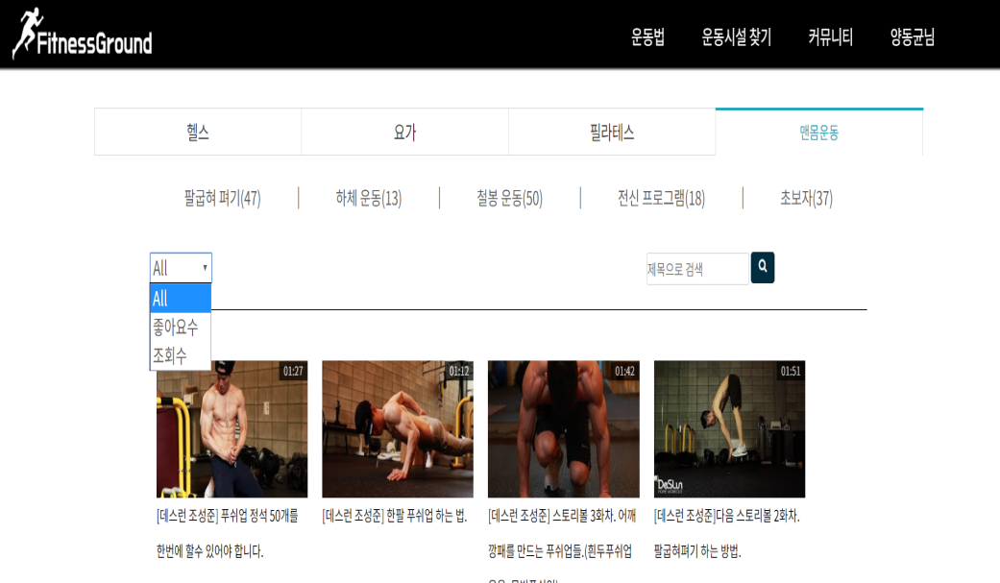 FitnessGround
운동법 운동시설 찾기 커뮤니티 양동균님
헬스 요가 필라테스 맨몸운동
팔굽혀 펴기(47) | 하체 운동(13) | 철봉 운동(50) | 전신 프로그램(18) | 초보자(37)
All 제목으로 검색
All
좋아요수
조회수
01:27 01:12 01:42 01:51
DeSLun
[데스런 조성준] 푸쉬업 정석 50개를 [데스런 조성준] 한팔 푸쉬업 하는 법. [데스런 조성준] 스토리볼 3화차. 어깨 [데스런 조성준]다음 스토리볼 2화차.
한번에 할수 있어야 합니다. 깡패를 만드는 푸쉬업들.(힌두푸쉬업 팔굽혀펴기 하는 방법.